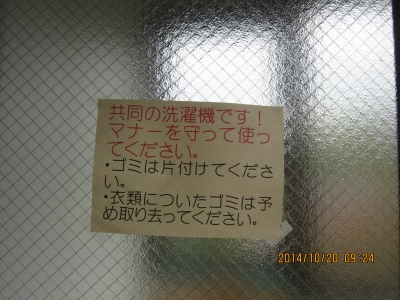 共同の洗濯機です！
マナーを守って使っ
てください。
・ゴミは片付けてくださ
い。
・衣類についたゴミは予
め取り去ってください。
2014/10/20 09:24